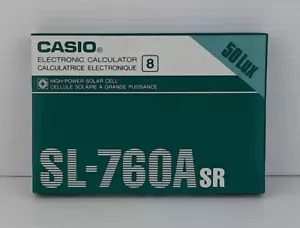 CASIO
ELECTRONIC CALCULATOR
CALCULATRICE ELECTRONIQUE
8
HIGH-POWER SOLAR CELL
CELLULE SOLAIRE A GRANDE PUISSANCE
50 Lux
SL-760A SR